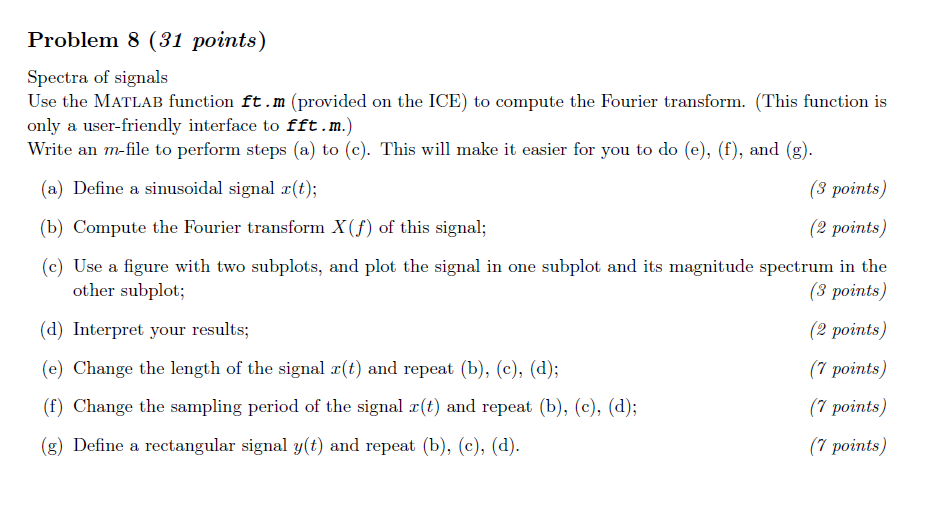 Problem 8 (31 points)
Spectra of signals
Use the MATLAB function ft.m (provided on the ICE) to compute the Fourier transform. (This function is
only a user-friendly interface to fft.m.)
Write an m-file to perform steps (a) to (c). This will make it easier for you to do (e), (f), and (g).
(a) Define a sinusoidal signal x(t); (3 points)
(b) Compute the Fourier transform X(f) of this signal; (2 points)
(c) Use a figure with two subplots, and plot the signal in one subplot and its magnitude spectrum in the
other subplot; (3 points)
(d) Interpret your results; (2 points)
(e) Change the length of the signal x(t) and repeat (b), (c), (d); (7 points)
(f) Change the sampling period of the signal x(t) and repeat (b), (c), (d); (7 points)
(g) Define a rectangular signal y(t) and repeat (b), (c), (d). (7 points)